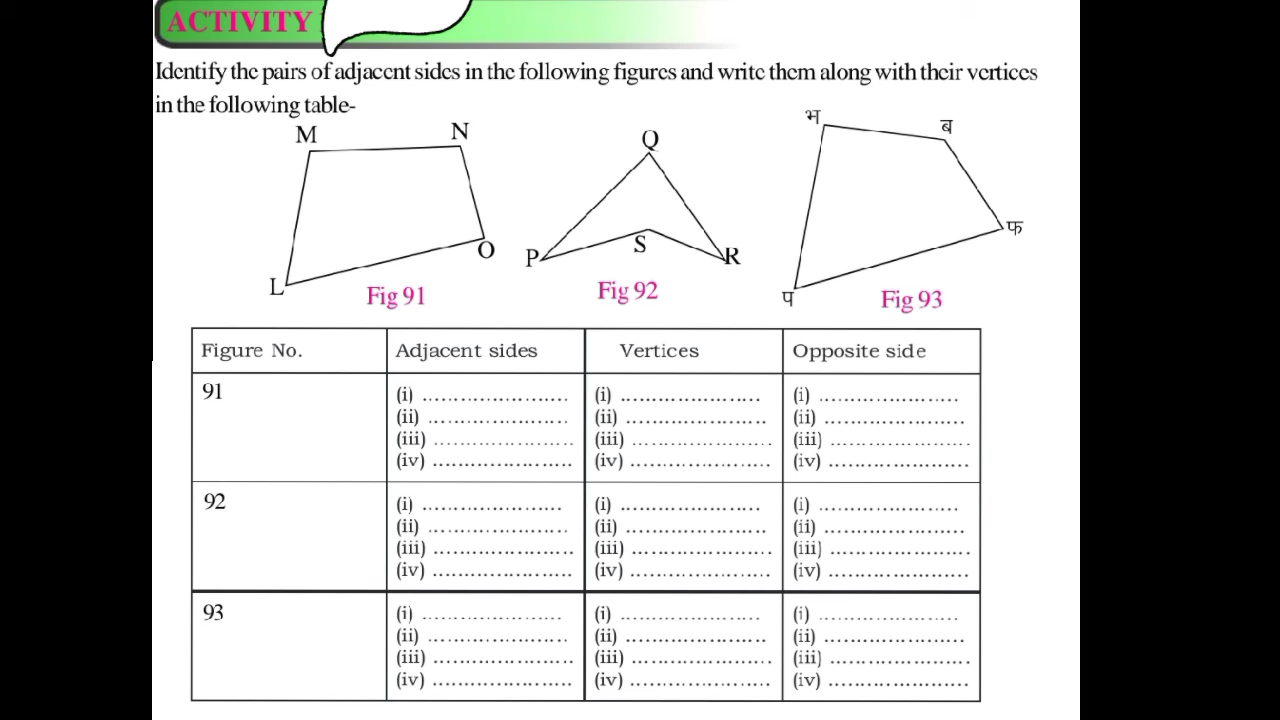 ACTIVITY
Identify the pairs of adjacent sides in the following figures and write them along with their vertices
in the following table-
M N
L O
Fig 91
Q
P S R
Fig 92
भ ब
फ
प
Fig 93
Figure No. Adjacent sides Vertices Opposite side
91 (i) ....................... (i) ...................... (i) ......................
(ii) ...................... (ii) ...................... (ii) ......................
(iii) ...................... (iii) ...................... (iii) ......................
(iv) ...................... (iv) ...................... (iv) ......................
92 (i) ...................... (i) ...................... (i) ......................
(ii) ...................... (ii) ...................... (ii) ......................
(iii) ...................... (iii) ...................... (iii) ......................
(iv) ...................... (iv) ...................... (iv) ......................
93 (i) ...................... (i) ...................... (i) ......................
(ii) ...................... (ii) ...................... (ii) ......................
(iii) ...................... (iii) ...................... (iii) ......................
(iv) ...................... (iv) ...................... (iv) ......................